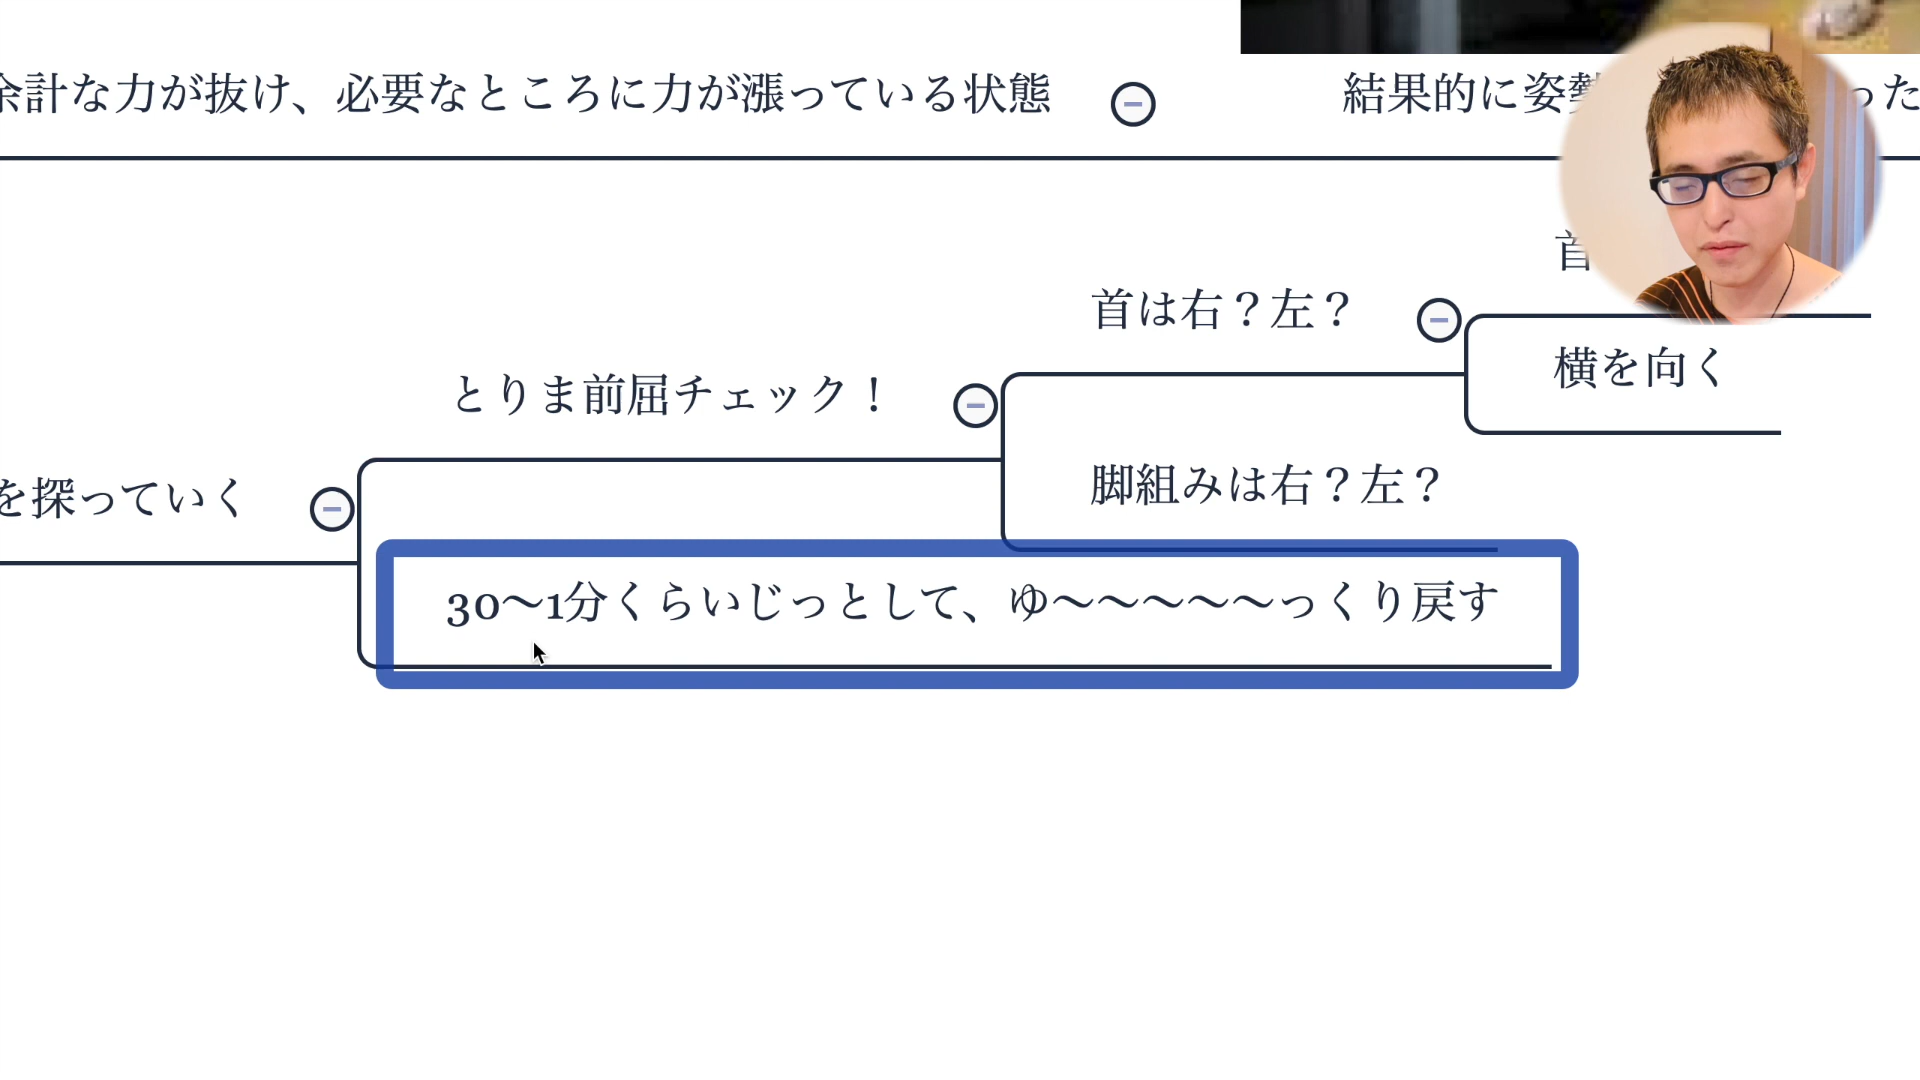 余計な力が抜け、必要なところに力が漲っている状態
結果的に姿勢
った
首
首は右？左？
横を向く
とりま前屈チェック！
脚組みは右？左？
を探っていく
30〜1分くらいじっとして、ゆ〜〜〜〜〜っくり戻す